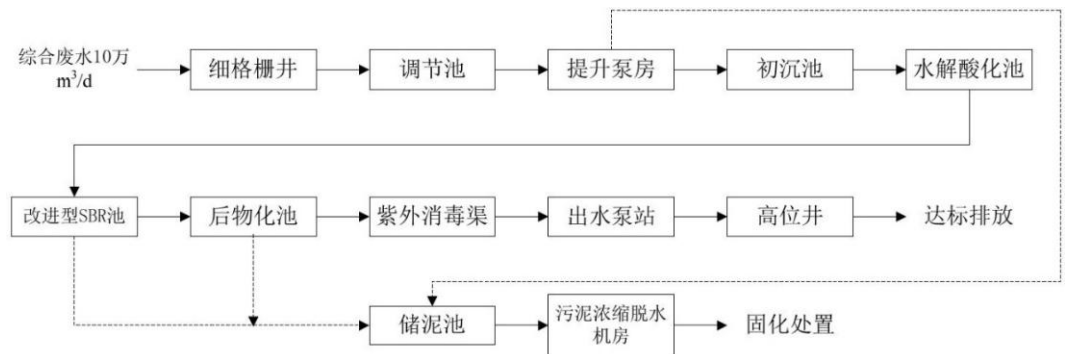 综合废水10万
m³/d
细格栅井
调节池
提升泵房
初沉池
水解酸化池
改进型SBR池
后物化池
紫外消毒渠
出水泵站
高位井
达标排放
储泥池
污泥浓缩脱水
机房
固化处置